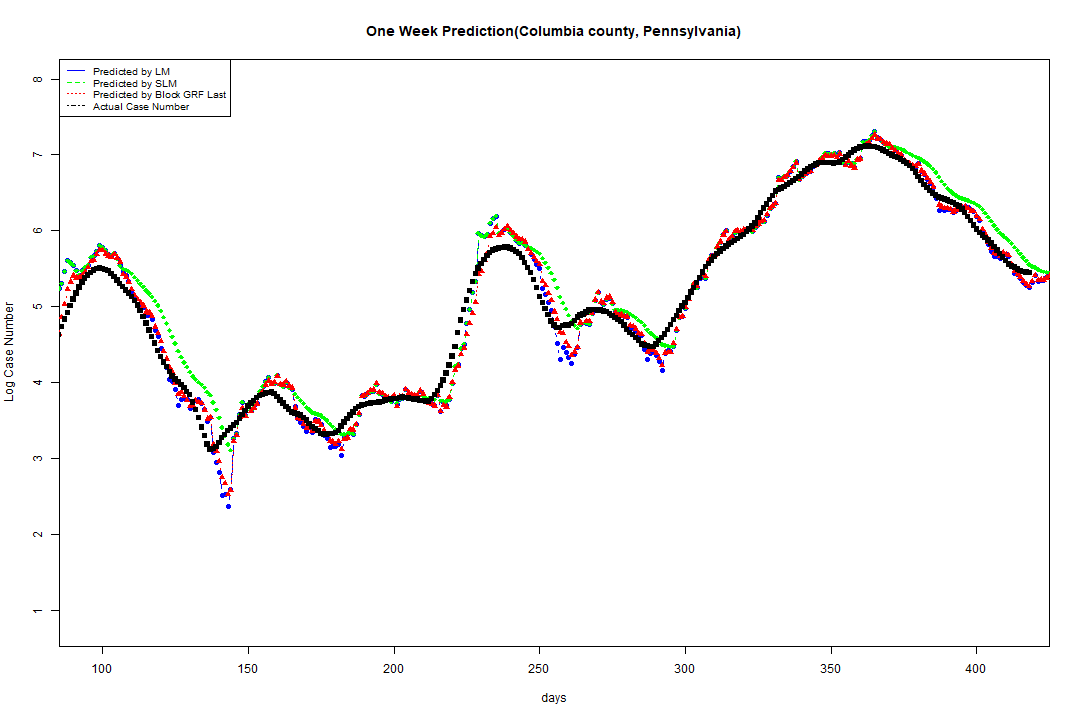 One Week Prediction(Columbia county, Pennsylvania)
Predicted by LM
Predicted by SLM
Predicted by Block GRF Last
Actual Case Number
8
7
6
5
4
3
2
1
Log Case Number
100 150 200 250 300 350 400
days